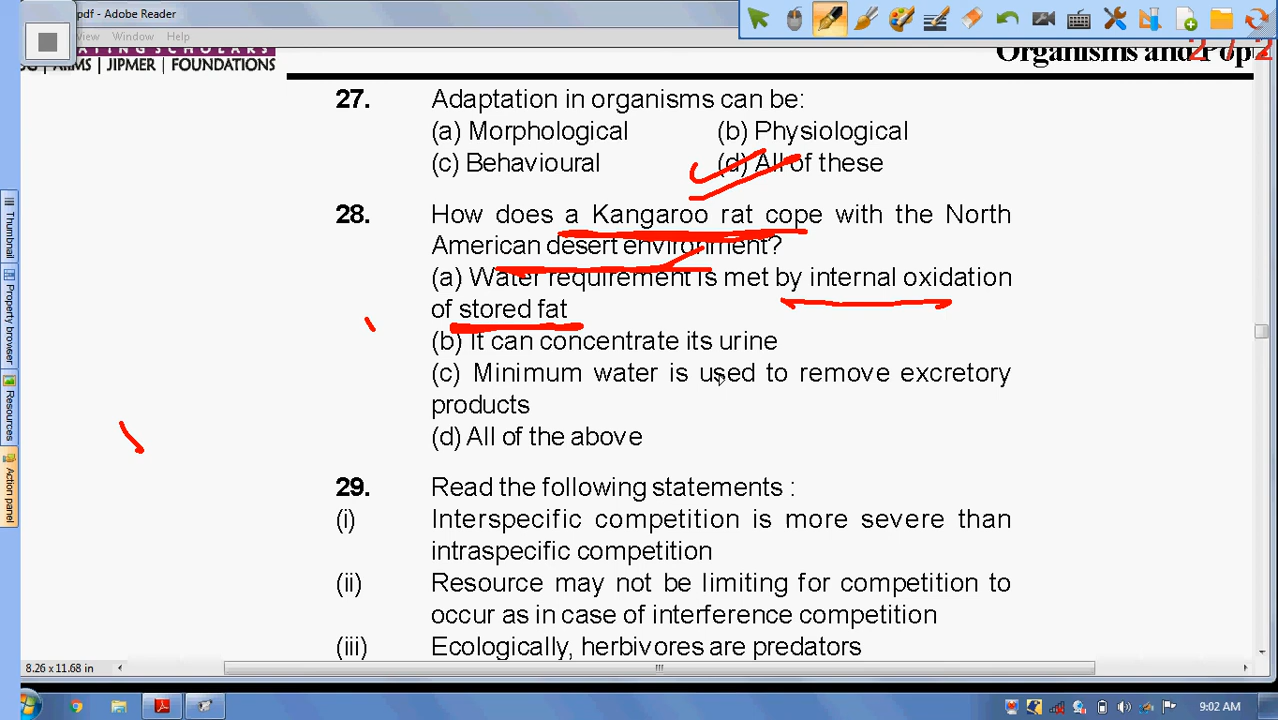 pdf - Adobe Reader
View Window Help
ATING SCHOLARS
| AIIMS | JIPMER | FOUNDATIONS
Organisms and Pop
2 7 2
27. Adaptation in organisms can be:
(a) Morphological (b) Physiological
(c) Behavioural (d) All of these
28. How does a Kangaroo rat cope with the North
American desert environment?
(a) Water requirement is met by internal oxidation
of stored fat
(b) It can concentrate its urine
(c) Minimum water is used to remove excretory
products
(d) All of the above
29. Read the following statements :
(i) Interspecific competition is more severe than
intraspecific competition
(ii) Resource may not be limiting for competition to
occur as in case of interference competition
(iii) Ecologically, herbivores are predators
Thumbnail
Property browser
Resources
Action panel
8.26 x 11.68 in
9:02 AM